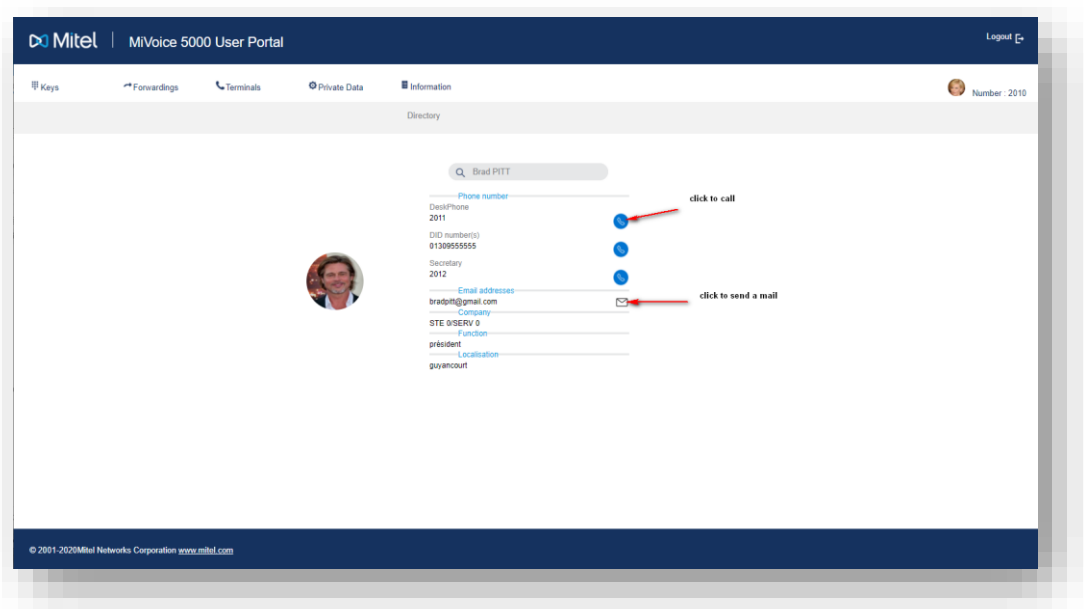 Mitel | MiVoice 5000 User Portal
Logout
Keys Forwardings Terminals Private Data Information
Number : 2010
Directory
Brad PITT
Phone number
click to call
DeskPhone
2011
DID number(s)
01309555555
Secretary
2012
Email addresses
click to send a mail
bradpitt@gmail.com
Company
STE 0/SERV 0
Function
président
Localisation
guyancourt
© 2001-2020Mitel Networks Corporation www.mitel.com